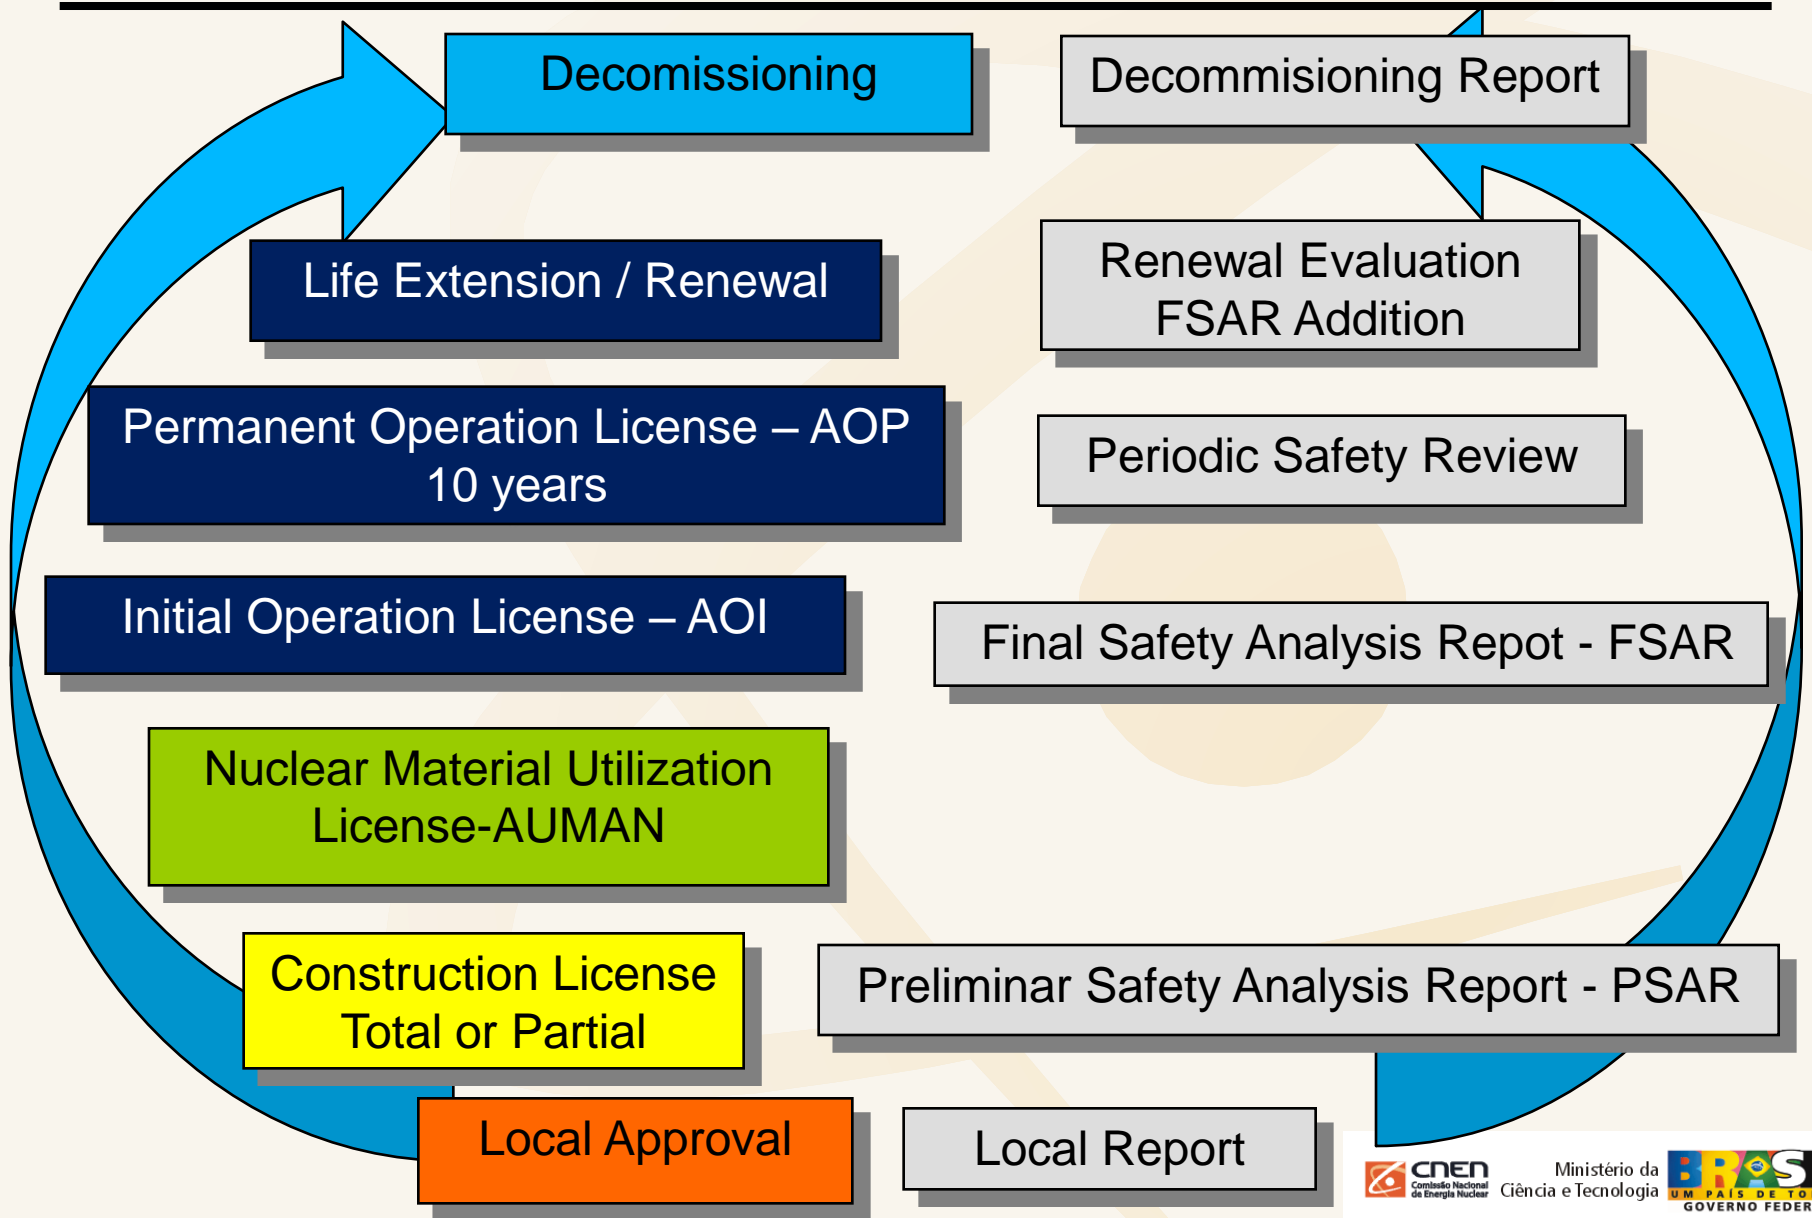 Decomissioning
Decommisioning Report
Life Extension / Renewal
Renewal Evaluation
FSAR Addition
Permanent Operation License – AOP
10 years
Periodic Safety Review
Initial Operation License – AOI
Final Safety Analysis Repot - FSAR
Nuclear Material Utilization
License-AUMAN
Construction License
Total or Partial
Preliminar Safety Analysis Report - PSAR
Local Approval
Local Report
cnen
Comissão Nacional
de Energia Nuclear
Ministério da
Ciência e Tecnologia
BRAS
UM PAÍS DE TO
GOVERNO FEDER